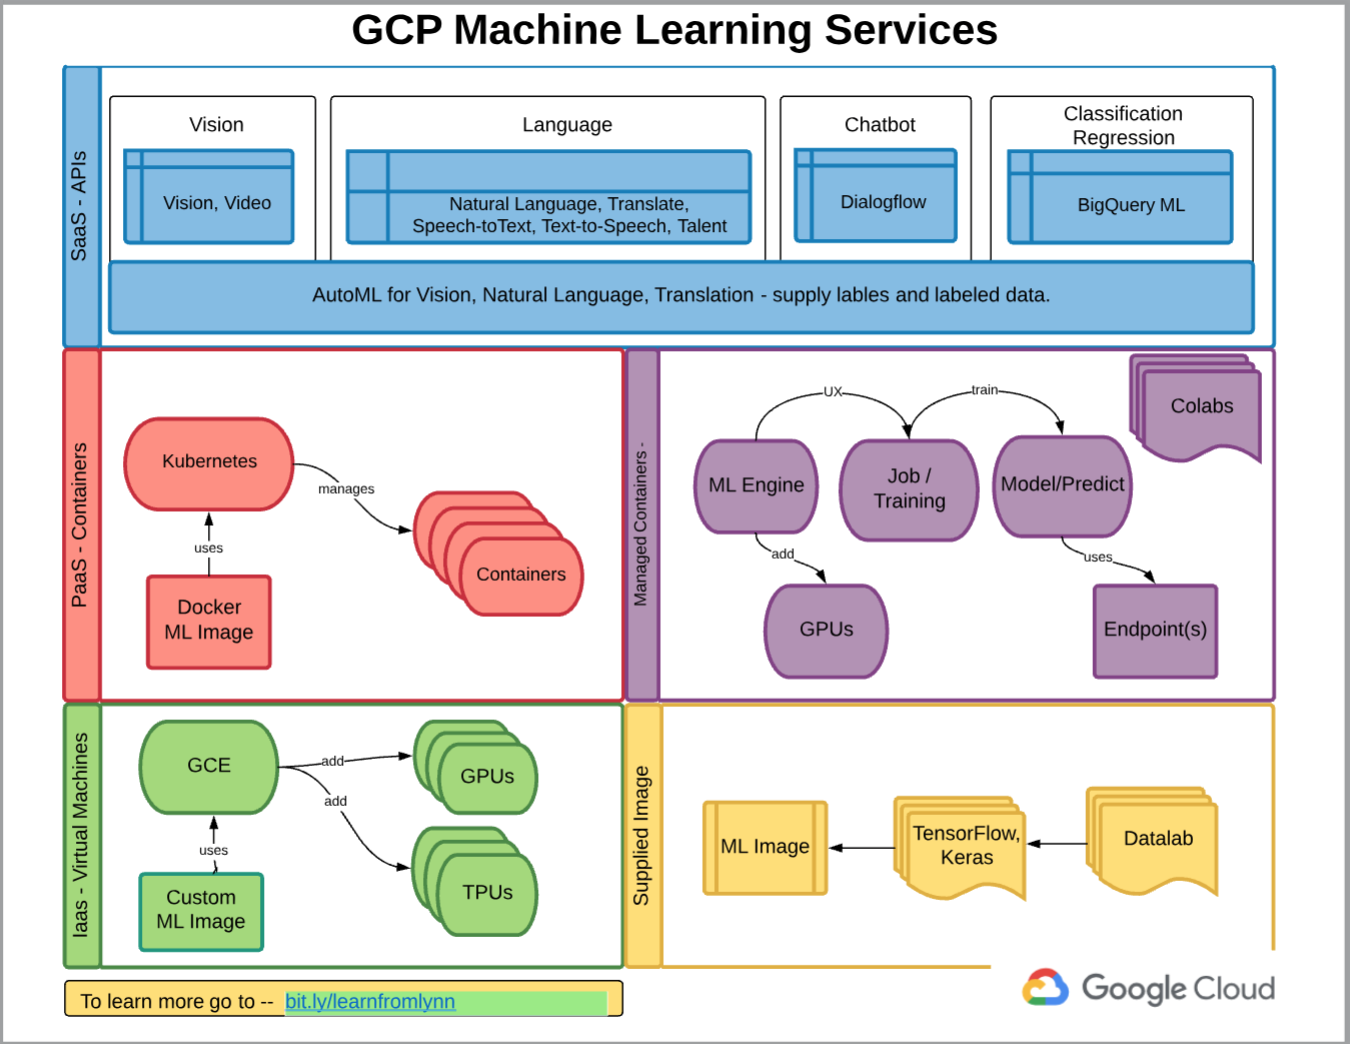 GCP Machine Learning Services
SaaS - APIs
Vision
Vision, Video
Language
Natural Language, Translate,
Speech-toText, Text-to-Speech, Talent
Chatbot
Dialogflow
Classification
Regression
BigQuery ML
AutoML for Vision, Natural Language, Translation - supply lables and labeled data.
PaaS - Containers
Kubernetes
manages
Containers
uses
Docker
ML Image
Managed Containers -
UX
train
Colabs
ML Engine
Job /
Training
Model/Predict
add
uses
GPUs
Endpoint(s)
Iaas - Virtual Machines
GCE
add
GPUs
add
TPUs
uses
Custom
ML Image
Supplied Image
ML Image
TensorFlow,
Keras
Datalab
To learn more go to -- bit.ly/learnfromlynn
Google Cloud